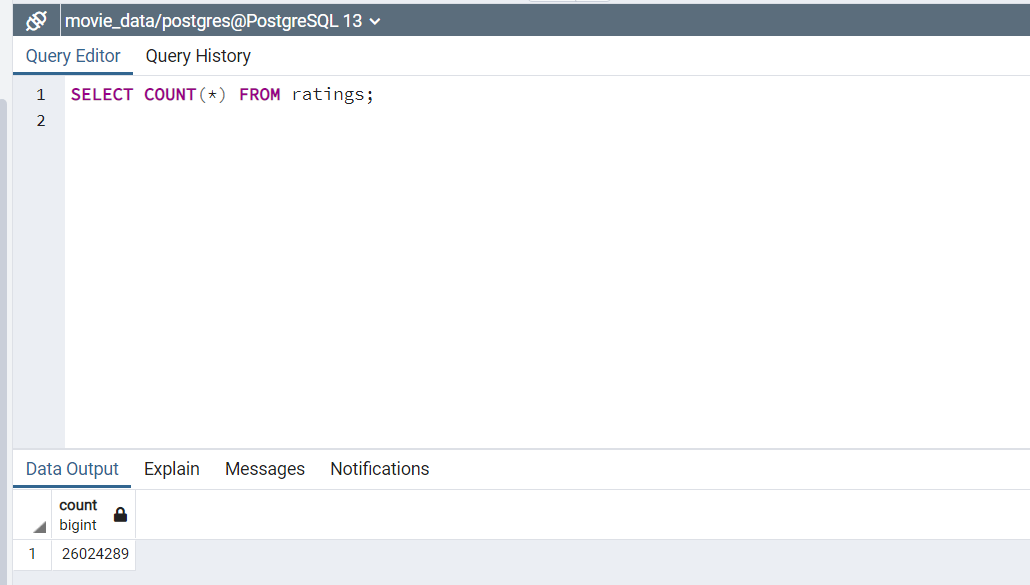 movie_data/postgres@PostgreSQL 13
Query Editor Query History
1 SELECT COUNT(*) FROM ratings;
2
Data Output Explain Messages Notifications
count
bigint
1 26024289